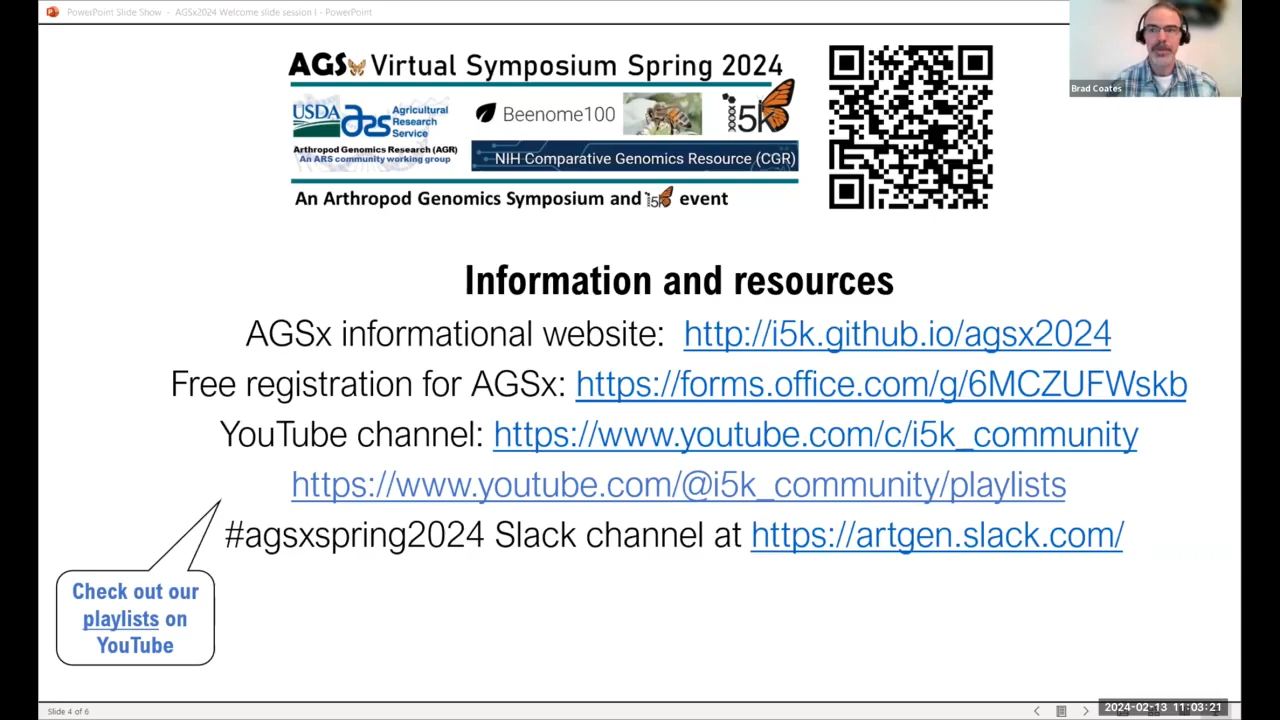 PowerPoint Slide Show - AGSx2024 Welcome slide session I - PowerPoint
AGSx Virtual Symposium Spring 2024
USDA ars Agricultural Research Service
Arthropod Genomics Research (AGR)
An ARS community working group
Beenome100
i5k
NIH Comparative Genomics Resource (CGR)
An Arthropod Genomics Symposium and i5k event
Brad Coates
Information and resources
AGSx informational website: http://i5k.github.io/agsx2024
Free registration for AGSx: https://forms.office.com/g/6MCZUFWskb
YouTube channel: https://www.youtube.com/c/i5k_community
https://www.youtube.com/@i5k_community/playlists
#agsxspring2024 Slack channel at https://artgen.slack.com/
Check out our
playlists on
YouTube
Slide 4 of 6
2024-02-13 11:03:21